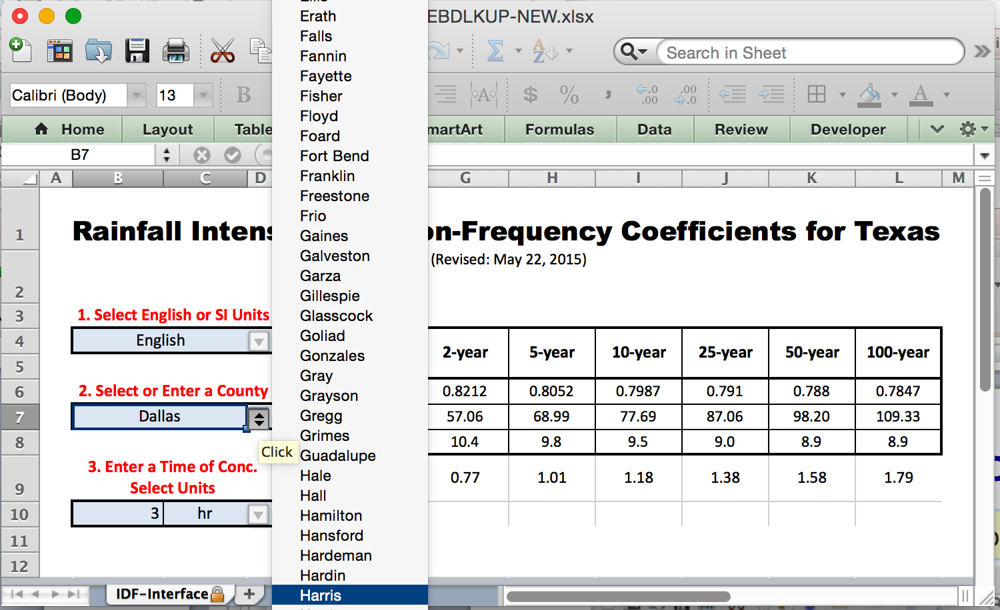 EBDLKUP-NEW.xlsx
Search in Sheet
Calibri (Body) 13 B A $ % , .0 .00 .00 .0 A
Home Layout Table martArt Formulas Data Review Developer
B7
A B C D G H I J K L M
1 Rainfall Intens on-Frequency Coefficients for Texas
(Revised: May 22, 2015)
2
3 1. Select English or SI Units
4 English
2-year 5-year 10-year 25-year 50-year 100-year
5
6 2. Select or Enter a County 0.8212 0.8052 0.7987 0.791 0.788 0.7847
7 Dallas 57.06 68.99 77.69 87.06 98.20 109.33
8 10.4 9.8 9.5 9.0 8.9 8.9
Click
9 3. Enter a Time of Conc.
Select Units
0.77 1.01 1.18 1.38 1.58 1.79
10 3 hr
11
12
IDF-Interface
Erath
Falls
Fannin
Fayette
Fisher
Floyd
Foard
Fort Bend
Franklin
Freestone
Frio
Gaines
Galveston
Garza
Gillespie
Glasscock
Goliad
Gonzales
Gray
Grayson
Gregg
Grimes
Guadalupe
Hale
Hall
Hamilton
Hansford
Hardeman
Hardin
Harris